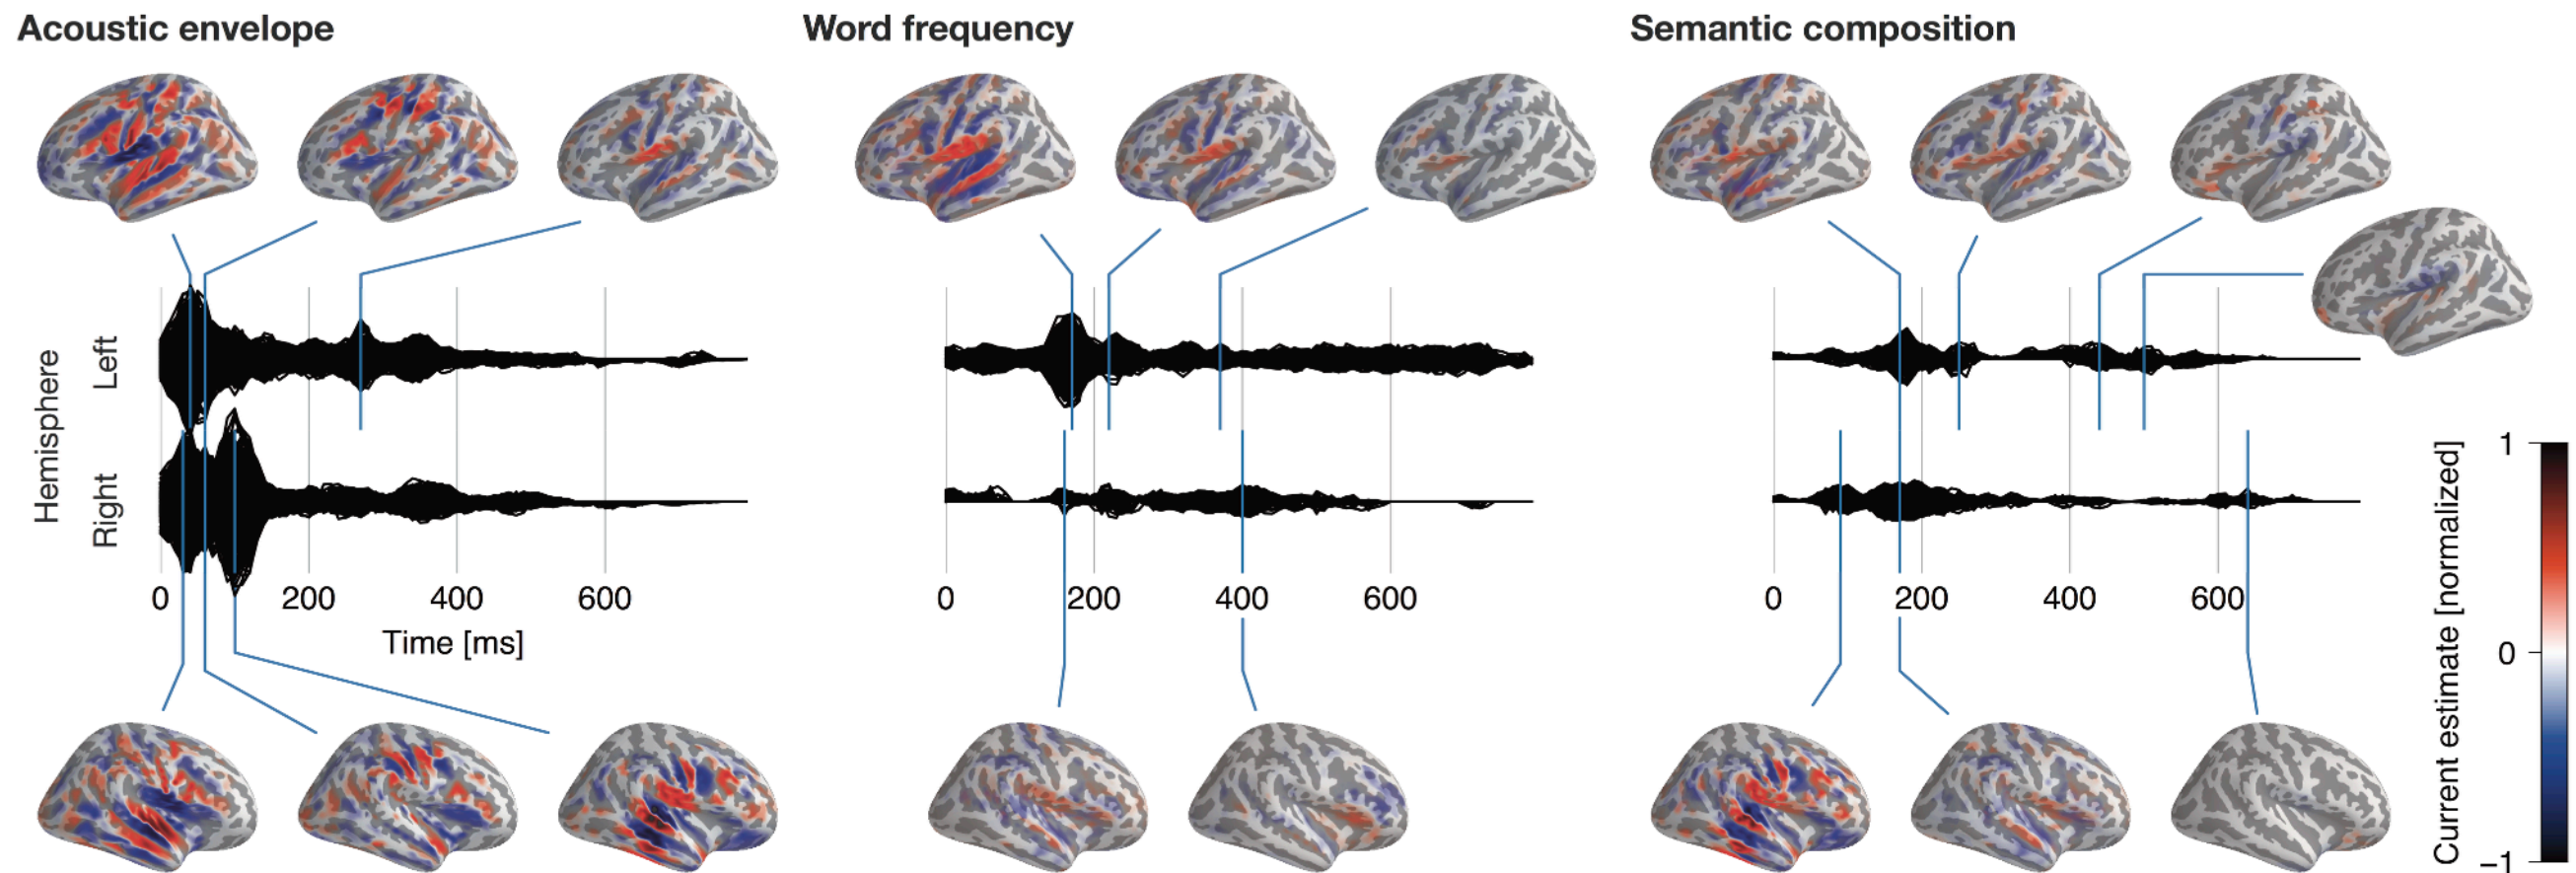 Acoustic envelope
Word frequency
Semantic composition
Hemisphere
Left
Right
0 200 400 600
Time [ms]
0 200 400 600
0 200 400 600
Current estimate [normalized]
1
0
−1